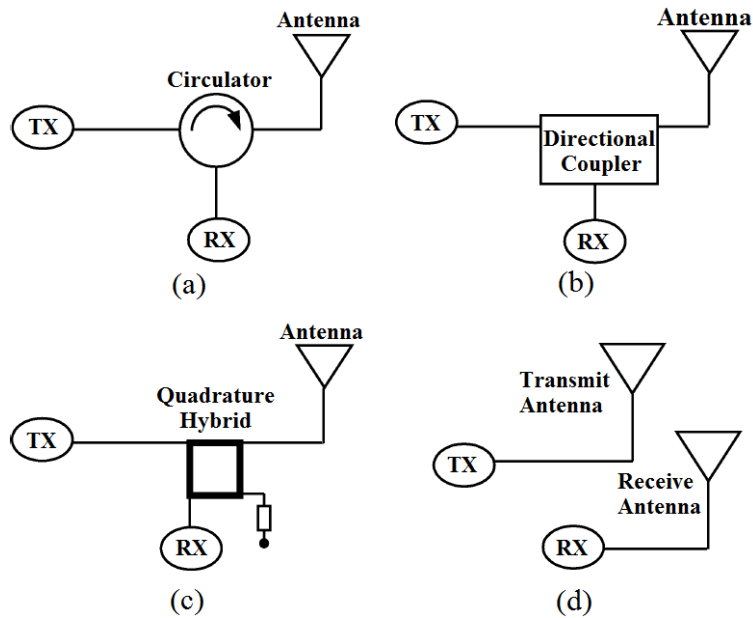 Antenna
Circulator
TX
RX
(a)
Antenna
TX
Directional
Coupler
RX
(b)
Antenna
Quadrature
Hybrid
TX
RX
(c)
Transmit
Antenna
TX
Receive
Antenna
RX
(d)